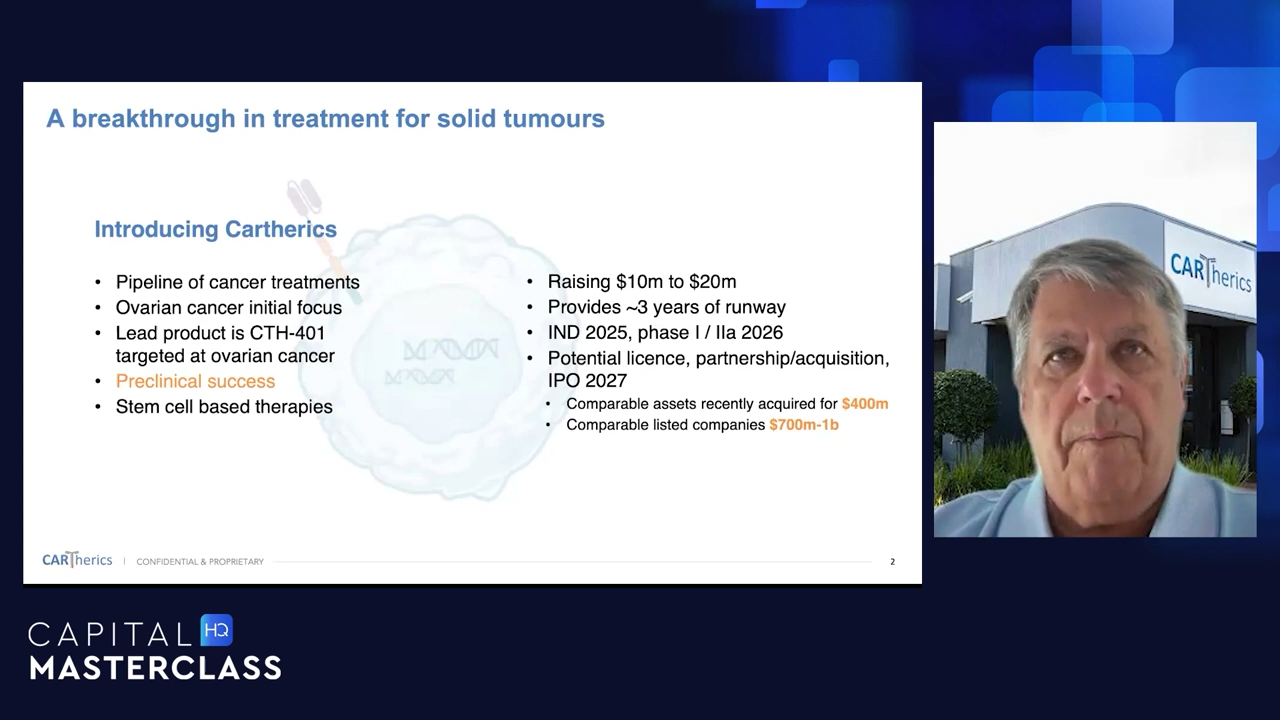 A breakthrough in treatment for solid tumours
Introducing Cartherics
• Pipeline of cancer treatments
• Ovarian cancer initial focus
• Lead product is CTH-401
targeted at ovarian cancer
• Preclinical success
• Stem cell based therapies
• Raising $10m to $20m
• Provides ~3 years of runway
• IND 2025, phase I / IIa 2026
• Potential licence, partnership/acquisition,
IPO 2027
• Comparable assets recently acquired for $400m
• Comparable listed companies $700m-1b
CARTherics | CONFIDENTIAL & PROPRIETARY 2
CARTherics
CAPITAL HQ
MASTERCLASS